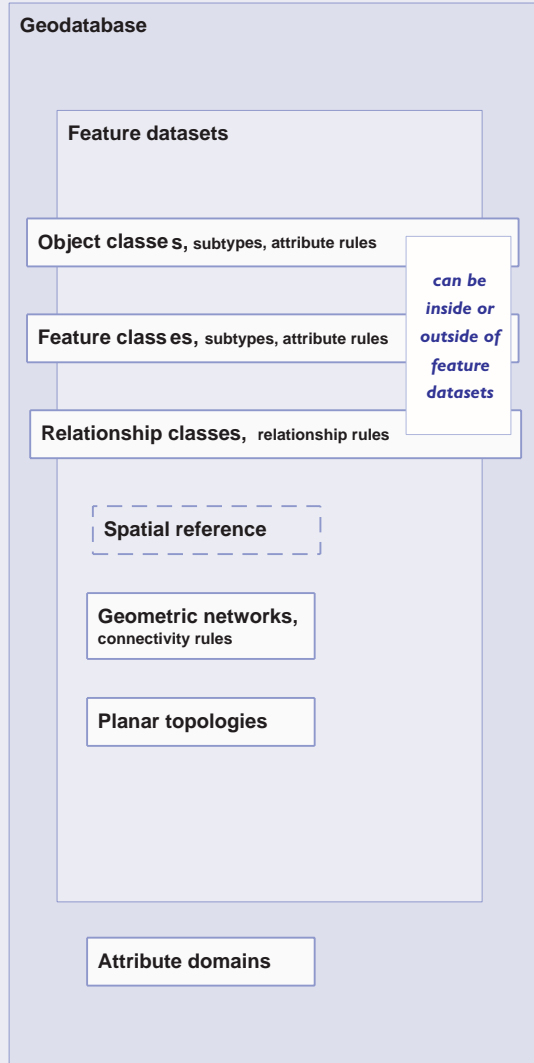 Geodatabase
Feature datasets
Object classes, subtypes, attribute rules
can be
inside or
outside of
feature
datasets
Feature classes, subtypes, attribute rules
Relationship classes, relationship rules
Spatial reference
Geometric networks,
connectivity rules
Planar topologies
Attribute domains